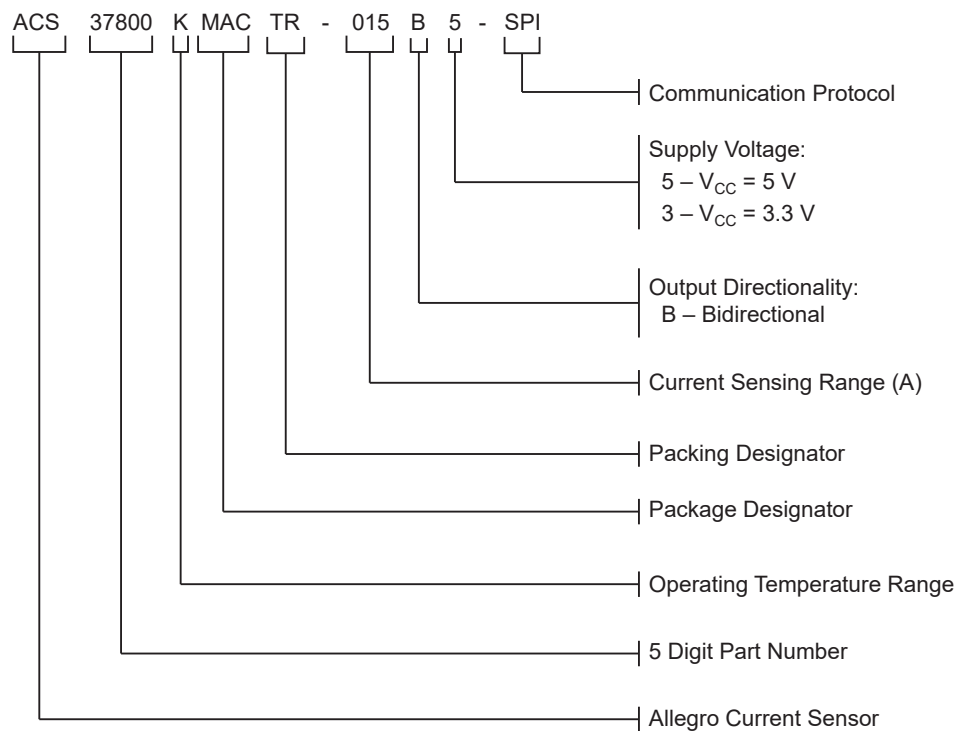 ACS 37800 K MAC TR - 015 B 5 - SPI
Communication Protocol
Supply Voltage:
5 – VCC = 5 V
3 – VCC = 3.3 V
Output Directionality:
B – Bidirectional
Current Sensing Range (A)
Packing Designator
Package Designator
Operating Temperature Range
5 Digit Part Number
Allegro Current Sensor